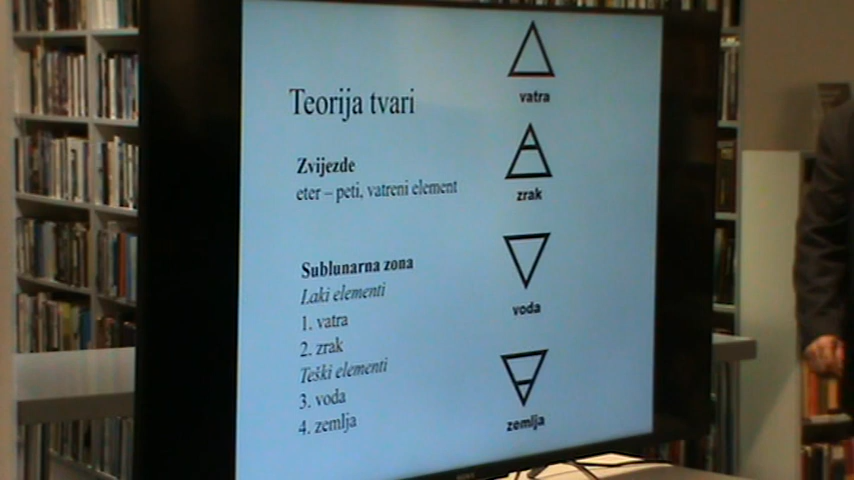 Teorija tvari
Zvijezde
eter – peti, vatreni element
Sublunarna zona
Laki elementi
1. vatra
2. zrak
Teški elementi
3. voda
4. zemlja
vatra
zrak
voda
zemlja